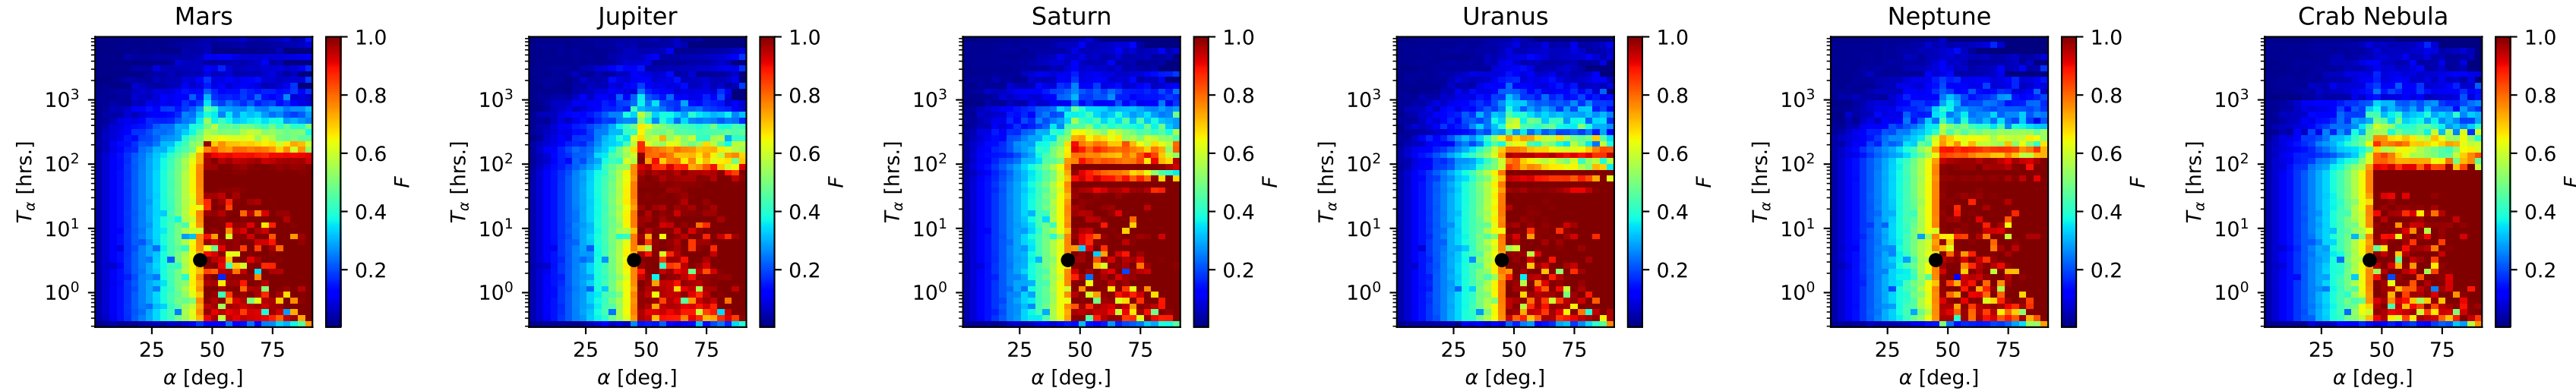 Mars
10³
10²
10¹
10⁰
T_α [hrs.]
25 50 75
α [deg.]
1.0
0.8
0.6
0.4
0.2
F
Jupiter
10³
10²
10¹
10⁰
T_α [hrs.]
25 50 75
α [deg.]
1.0
0.8
0.6
0.4
0.2
F
Saturn
10³
10²
10¹
10⁰
T_α [hrs.]
25 50 75
α [deg.]
1.0
0.8
0.6
0.4
0.2
F
Uranus
10³
10²
10¹
10⁰
T_α [hrs.]
25 50 75
α [deg.]
1.0
0.8
0.6
0.4
0.2
F
Neptune
10³
10²
10¹
10⁰
T_α [hrs.]
25 50 75
α [deg.]
1.0
0.8
0.6
0.4
0.2
F
Crab Nebula
10³
10²
10¹
10⁰
T_α [hrs.]
25 50 75
α [deg.]
1.0
0.8
0.6
0.4
0.2
F